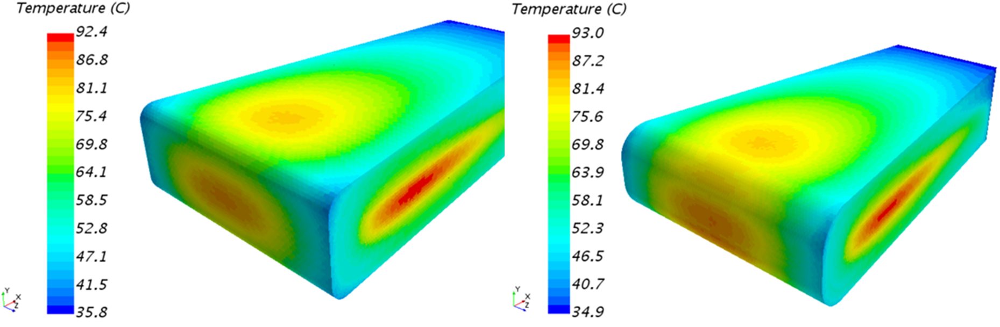 Temperature (C)
92.4
86.8
81.1
75.4
69.8
64.1
58.5
52.8
47.1
41.5
35.8
Y
X
Z
Temperature (C)
93.0
87.2
81.4
75.6
69.8
63.9
58.1
52.3
46.5
40.7
34.9
Y
X
Z